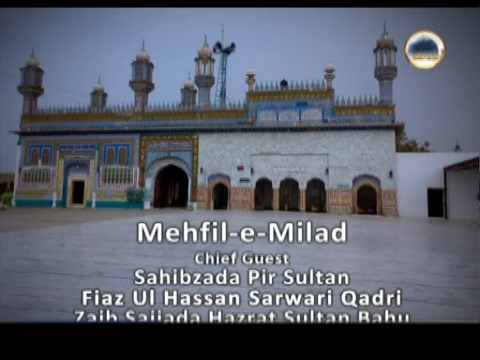 Mehfil-e-Milad
Chief Guest
Sahibzada Pir Sultan
Fiaz Ul Hassan Sarwari Qadri
Zaib Sajjada Hazrat Sultan Bahu